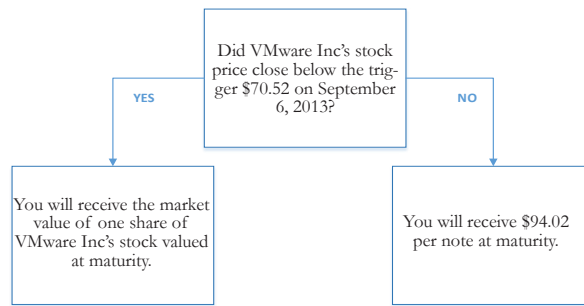 Did VMware Inc's stock
price close below the trig-
ger $70.52 on September
6, 2013?
YES
NO
You will receive the market
value of one share of
VMware Inc's stock valued
at maturity.
You will receive $94.02
per note at maturity.